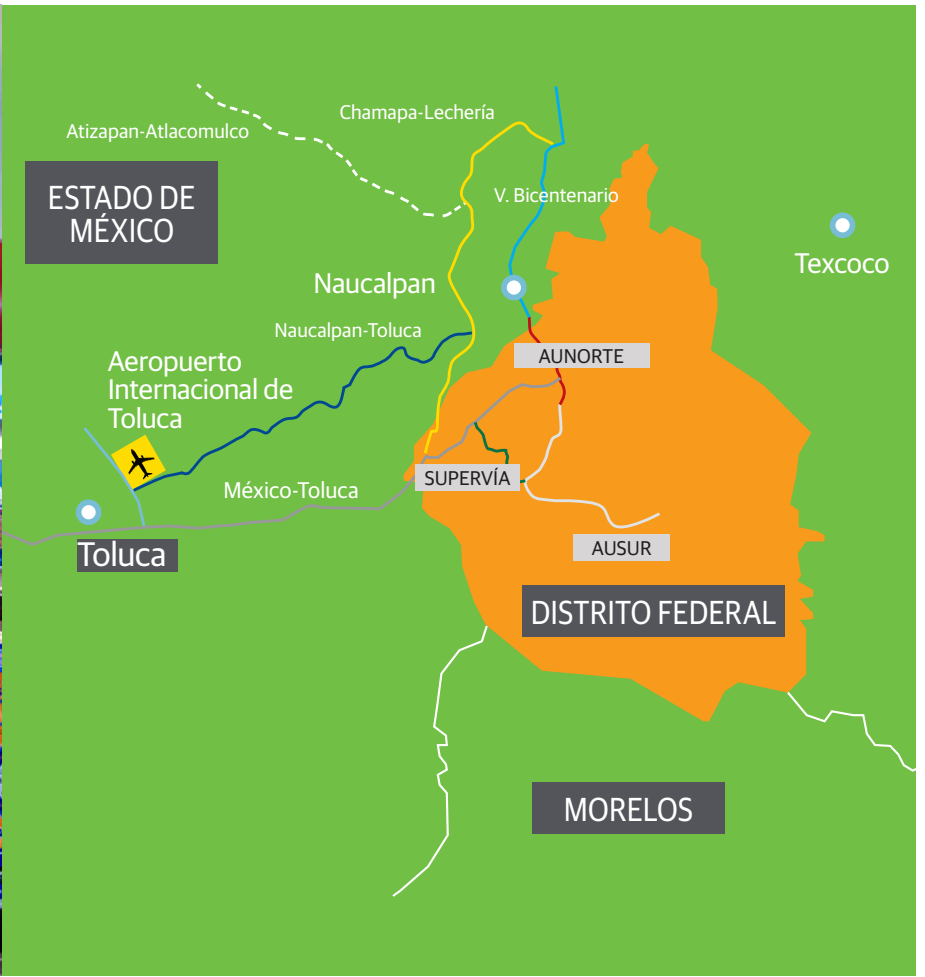 Chamapa-Lechería
Atizapan-Atlacomulco
ESTADO DE
MÉXICO
V. Bicentenario
Texcoco
Naucalpan
Naucalpan-Toluca
AUNORTE
Aeropuerto
Internacional de
Toluca
SUPERVÍA
México-Toluca
AUSUR
Toluca
DISTRITO FEDERAL
MORELOS